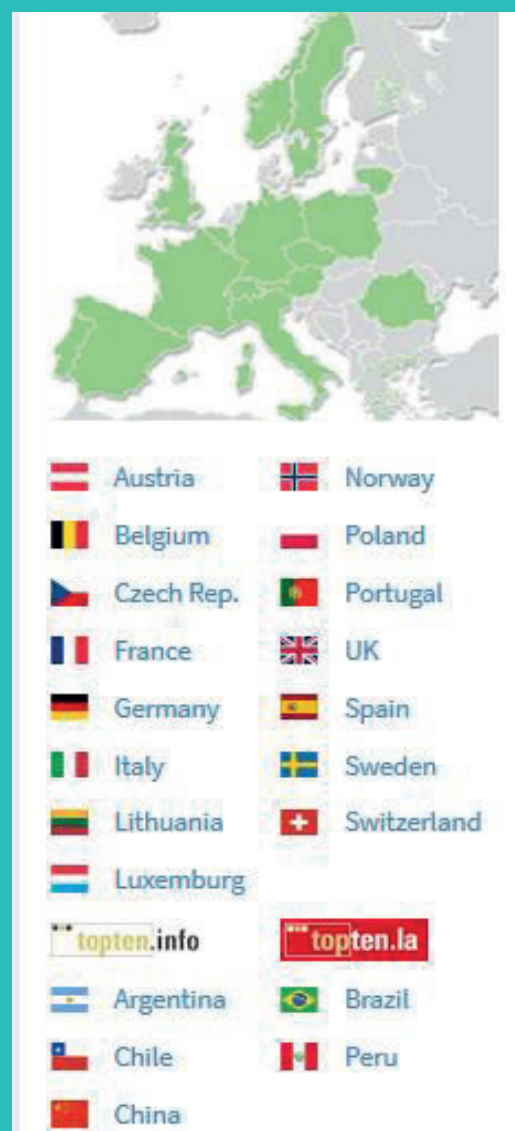 Austria Norway
Belgium Poland
Czech Rep. Portugal
France UK
Germany Spain
Italy Sweden
Lithuania Switzerland
Luxemburg
topten.info topten.la
Argentina Brazil
Chile Peru
China